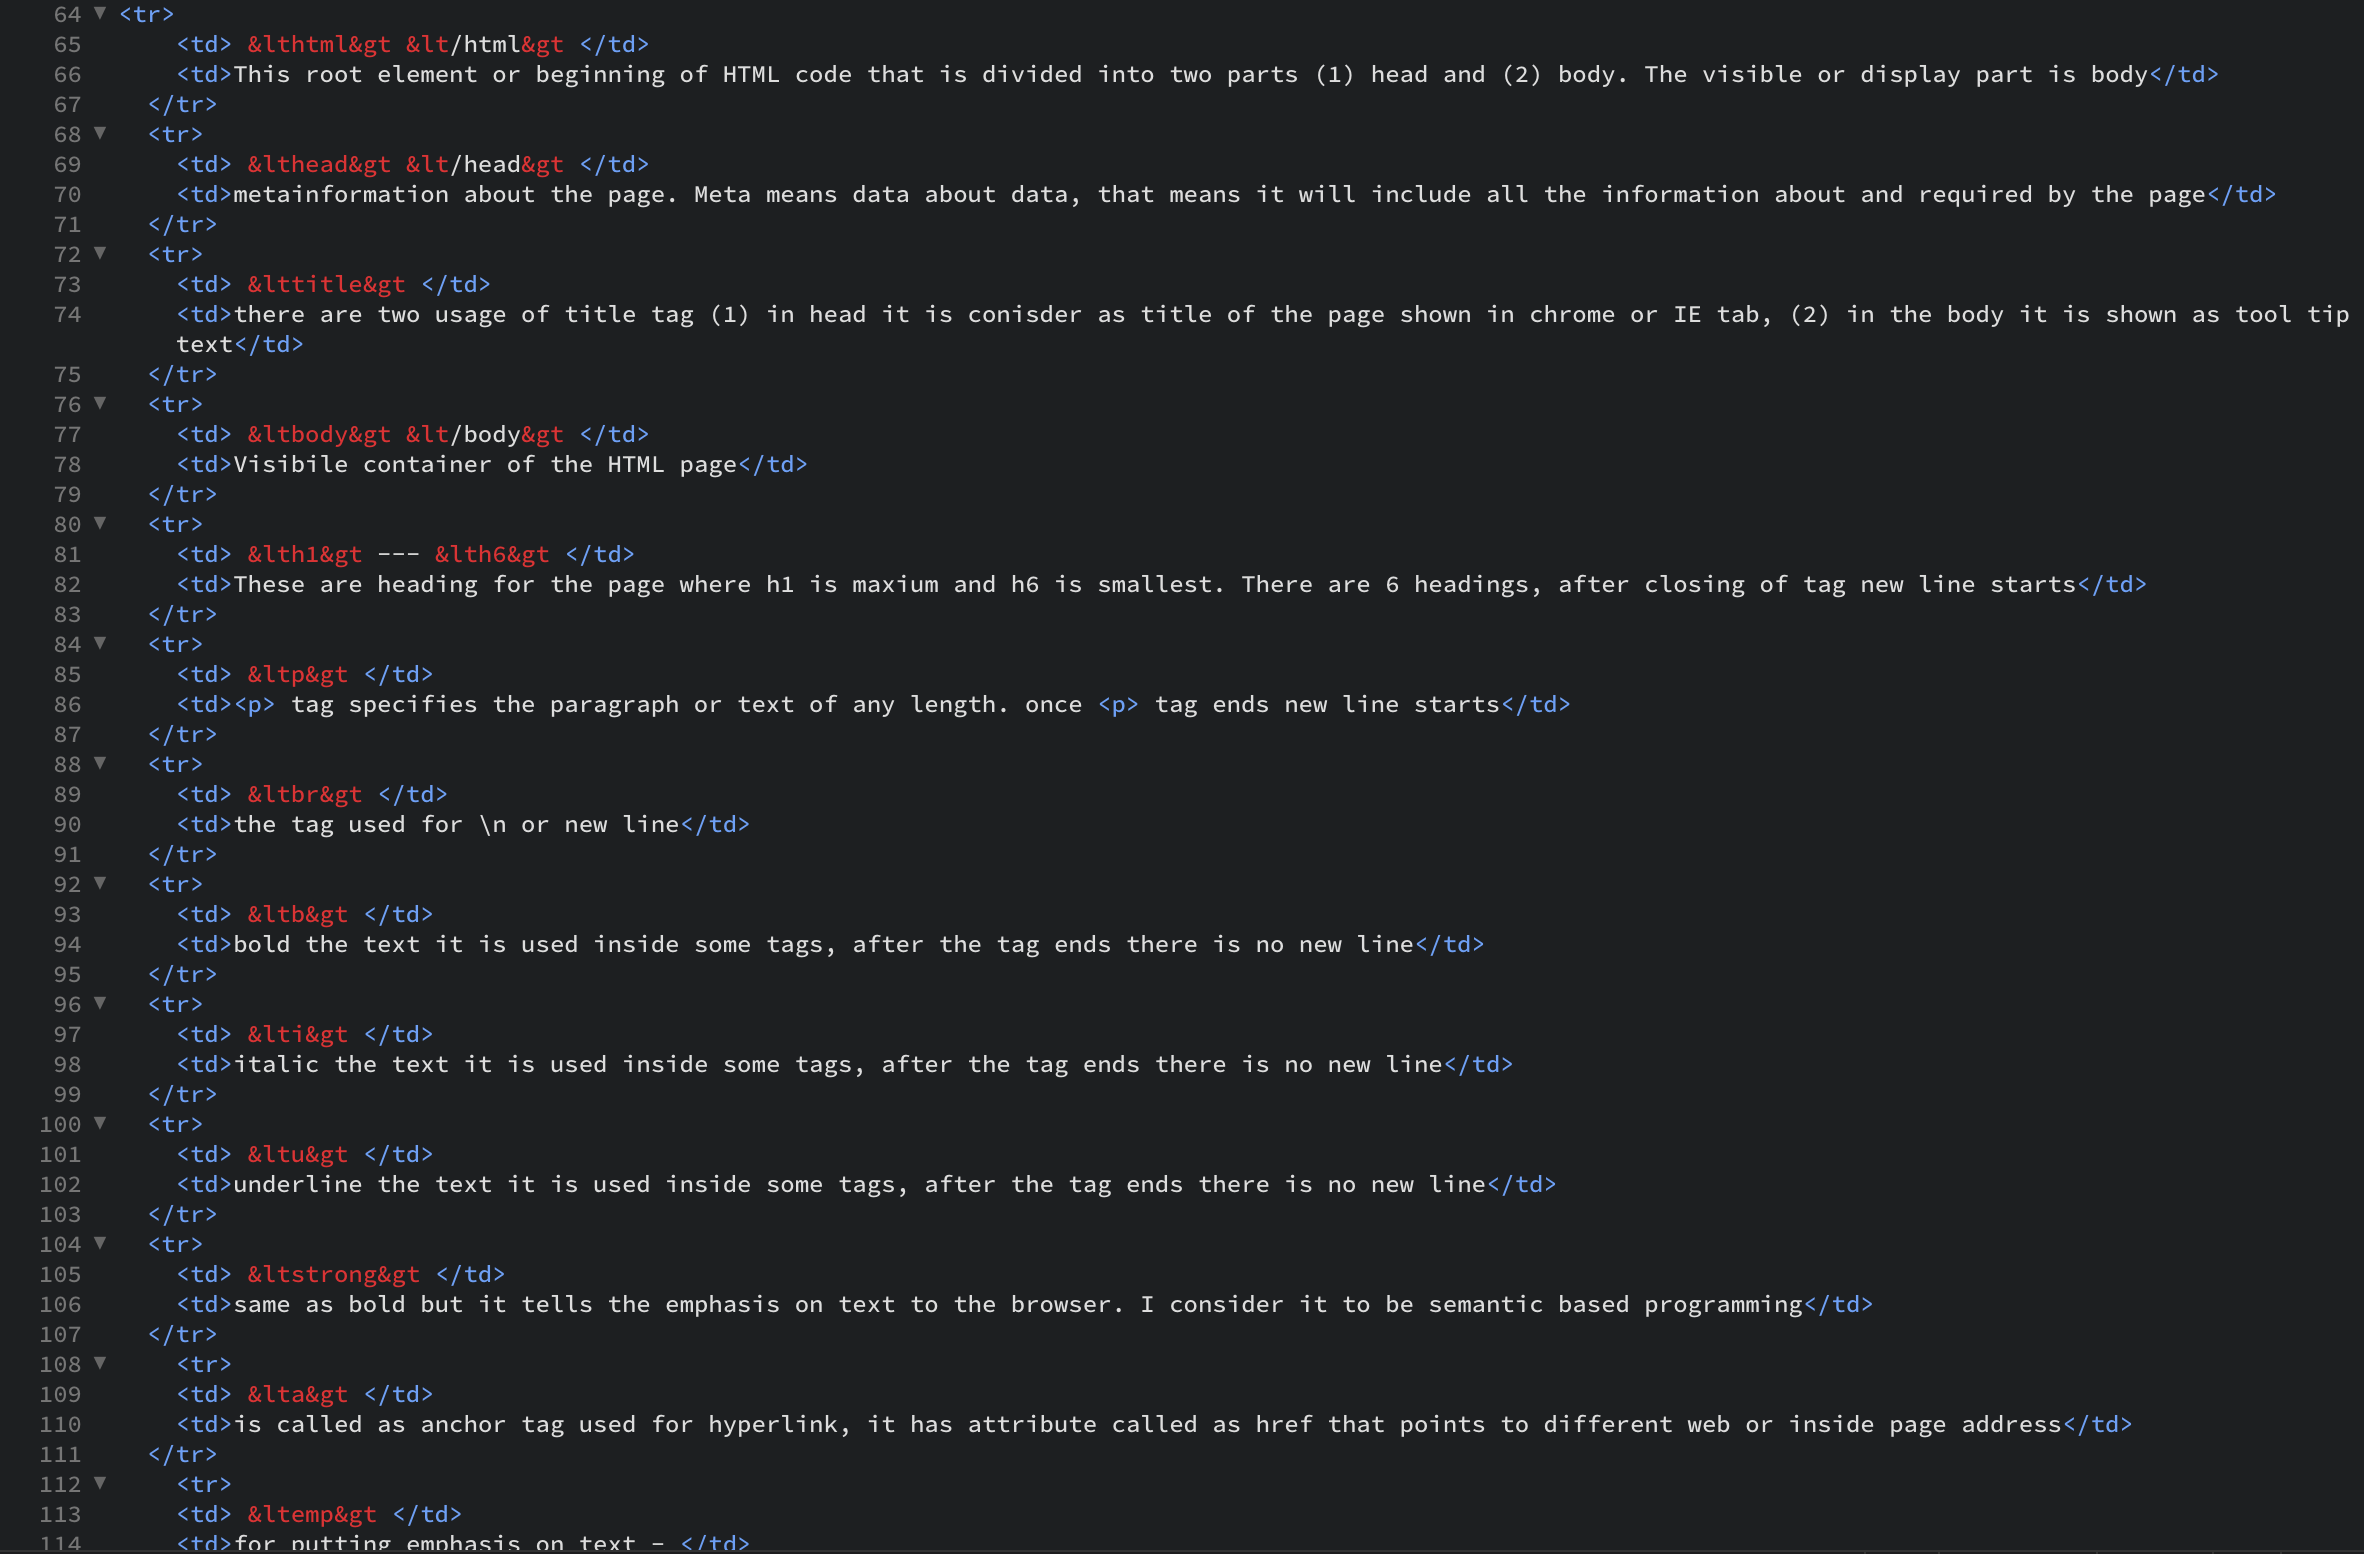 64 ▼ <tr>
65 <td> &lthtml&gt &lt/html&gt </td>
66 <td>This root element or beginning of HTML code that is divided into two parts (1) head and (2) body. The visible or display part is body</td>
67 </tr>
68 ▼ <tr>
69 <td> &lthead&gt &lt/head&gt </td>
70 <td>metainformation about the page. Meta means data about data, that means it will include all the information about and required by the page</td>
71 </tr>
72 ▼ <tr>
73 <td> &lttitle&gt </td>
74 <td>there are two usage of title tag (1) in head it is conisder as title of the page shown in chrome or IE tab, (2) in the body it is shown as tool tip
text</td>
75 </tr>
76 ▼ <tr>
77 <td> &ltbody&gt &lt/body&gt </td>
78 <td>Visibile container of the HTML page</td>
79 </tr>
80 ▼ <tr>
81 <td> &lth1&gt --- &lth6&gt </td>
82 <td>These are heading for the page where h1 is maxium and h6 is smallest. There are 6 headings, after closing of tag new line starts</td>
83 </tr>
84 ▼ <tr>
85 <td> &ltp&gt </td>
86 <td><p> tag specifies the paragraph or text of any length. once <p> tag ends new line starts</td>
87 </tr>
88 ▼ <tr>
89 <td> &ltbr&gt </td>
90 <td>the tag used for \n or new line</td>
91 </tr>
92 ▼ <tr>
93 <td> &ltb&gt </td>
94 <td>bold the text it is used inside some tags, after the tag ends there is no new line</td>
95 </tr>
96 ▼ <tr>
97 <td> &lti&gt </td>
98 <td>italic the text it is used inside some tags, after the tag ends there is no new line</td>
99 </tr>
100 ▼ <tr>
101 <td> &ltu&gt </td>
102 <td>underline the text it is used inside some tags, after the tag ends there is no new line</td>
103 </tr>
104 ▼ <tr>
105 <td> &ltstrong&gt </td>
106 <td>same as bold but it tells the emphasis on text to the browser. I consider it to be semantic based programming</td>
107 </tr>
108 ▼ <tr>
109 <td> &lta&gt </td>
110 <td>is called as anchor tag used for hyperlink, it has attribute called as href that points to different web or inside page address</td>
111 </tr>
112 ▼ <tr>
113 <td> &ltemp&gt </td>
114 <td>for putting emphasis on text - </td>